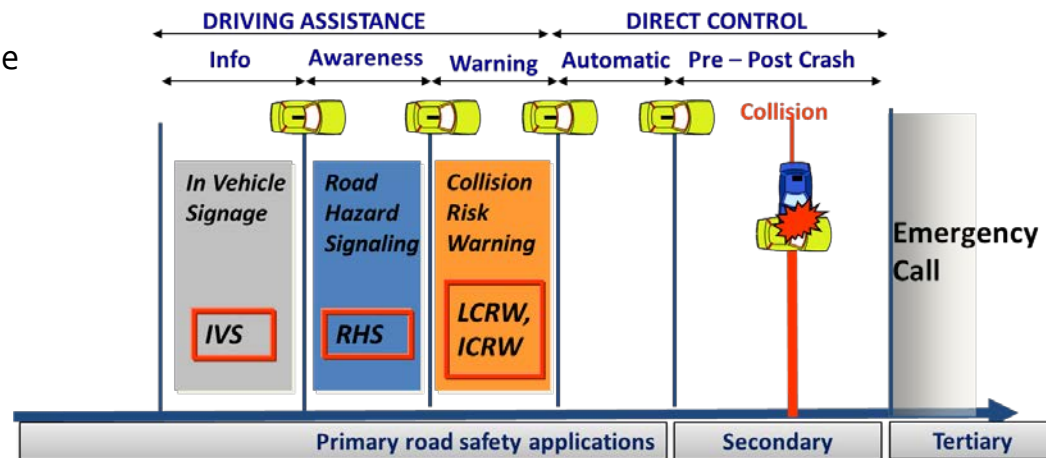 DRIVING ASSISTANCE
DIRECT CONTROL
e
Info
Awareness
Warning
Automatic
Pre – Post Crash
Collision
In Vehicle
Signage
Road
Hazard
Signaling
Collision
Risk
Warning
Emergency
Call
IVS
RHS
LCRW,
ICRW
Primary road safety applications
Secondary
Tertiary